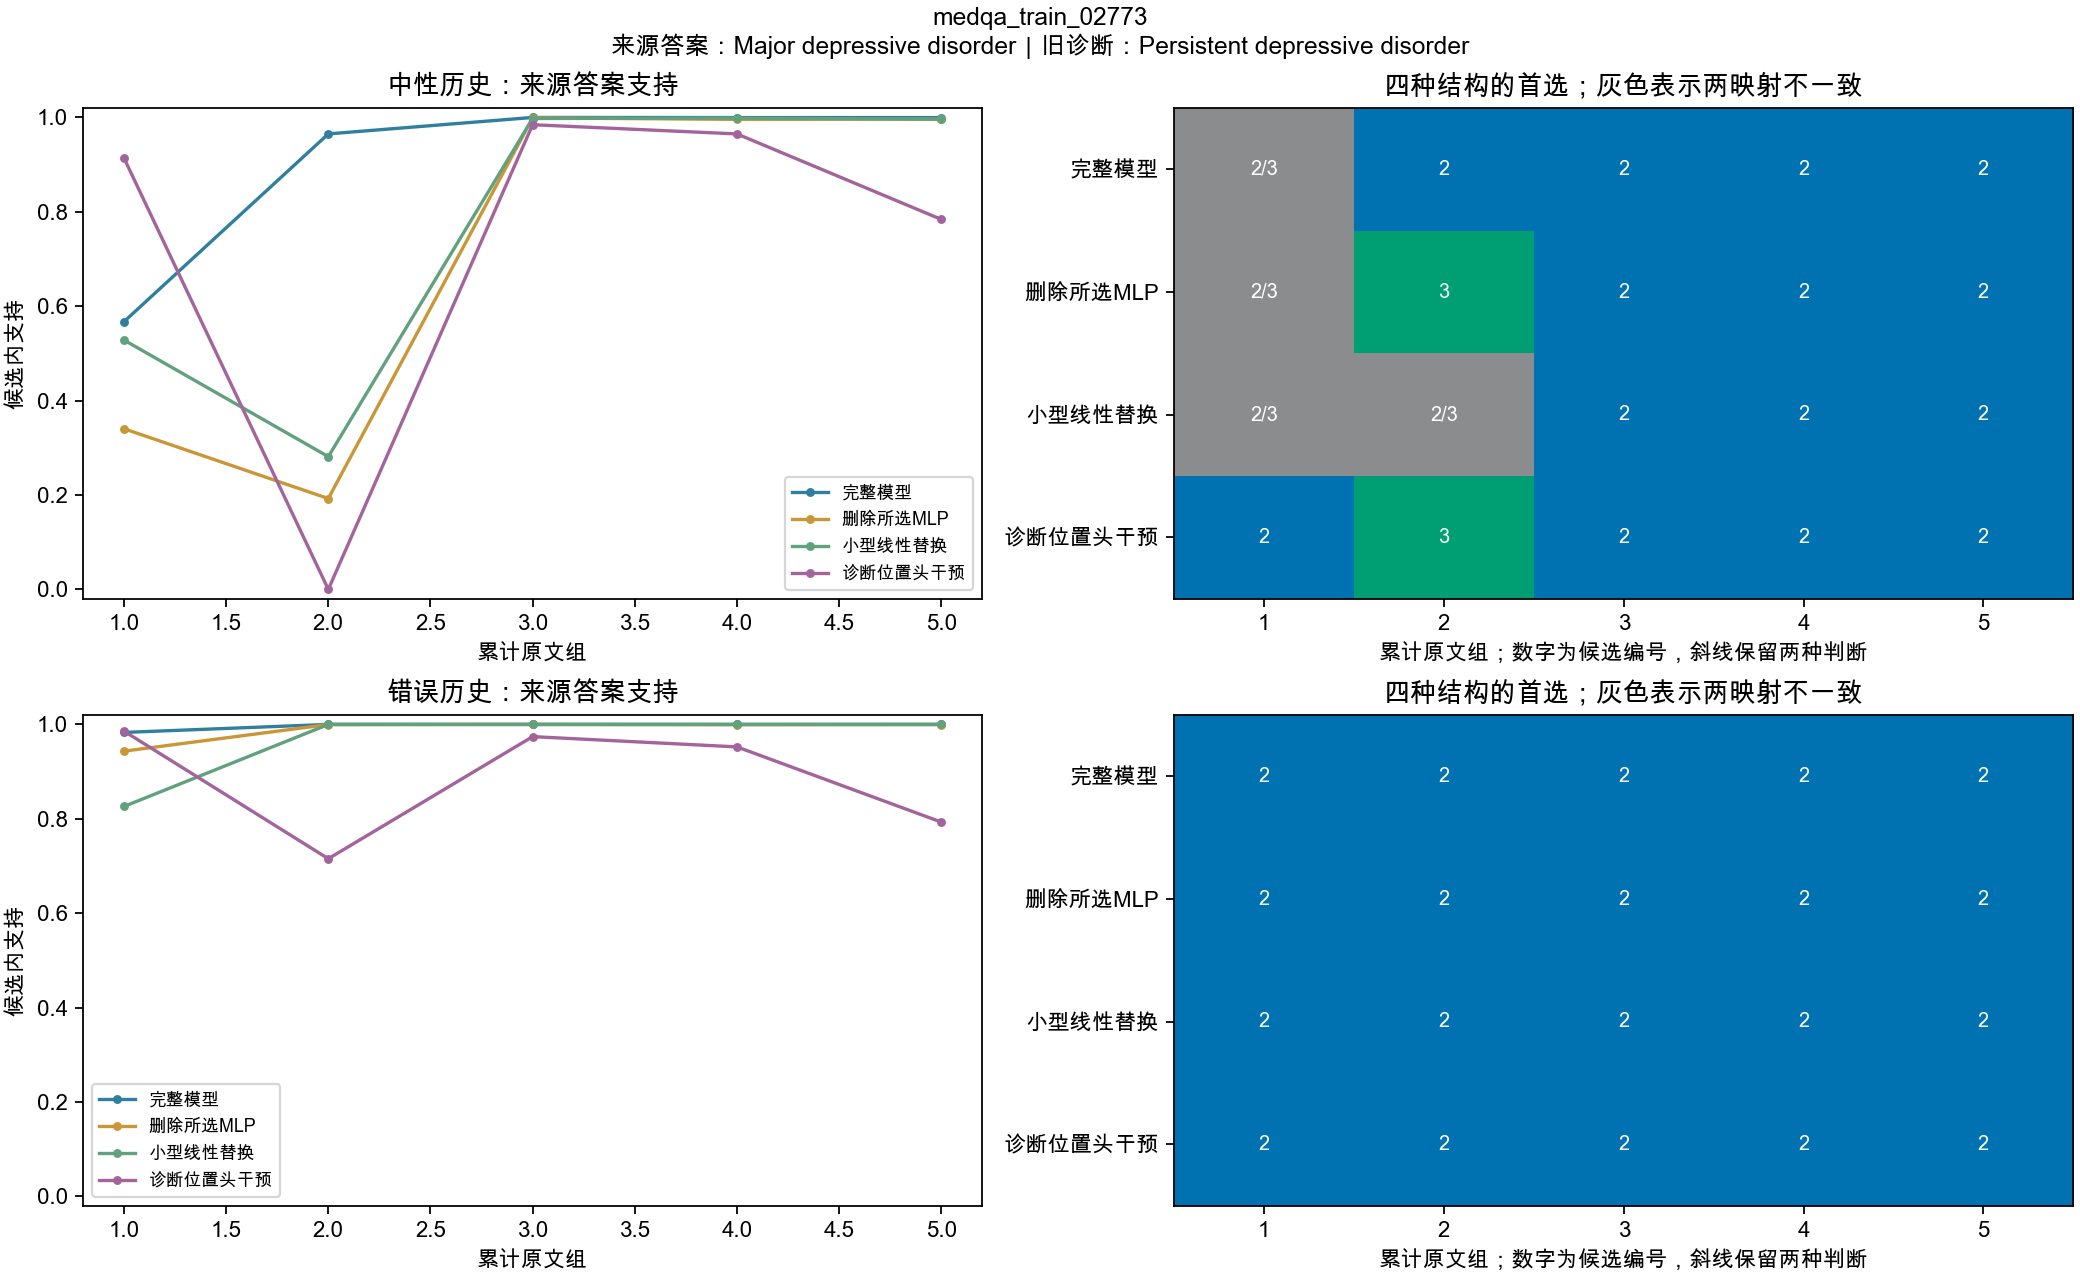 medqa_train_02773
来源答案：Major depressive disorder | 旧诊断：Persistent depressive disorder
中性历史：来源答案支持
候选内支持
1.0
0.8
0.6
0.4
0.2
0.0
完整模型
删除所选MLP
小型线性替换
诊断位置头干预
1.0 1.5 2.0 2.5 3.0 3.5 4.0 4.5 5.0
累计原文组
四种结构的首选；灰色表示两映射不一致
完整模型 2/3 2 2 2 2
删除所选MLP 2/3 3 2 2 2
小型线性替换 2/3 2/3 2 2 2
诊断位置头干预 2 3 2 2 2
1 2 3 4 5
累计原文组；数字为候选编号，斜线保留两种判断
错误历史：来源答案支持
候选内支持
1.0
0.8
0.6
0.4
0.2
0.0
完整模型
删除所选MLP
小型线性替换
诊断位置头干预
1.0 1.5 2.0 2.5 3.0 3.5 4.0 4.5 5.0
累计原文组
四种结构的首选；灰色表示两映射不一致
完整模型 2 2 2 2 2
删除所选MLP 2 2 2 2 2
小型线性替换 2 2 2 2 2
诊断位置头干预 2 2 2 2 2
1 2 3 4 5
累计原文组；数字为候选编号，斜线保留两种判断